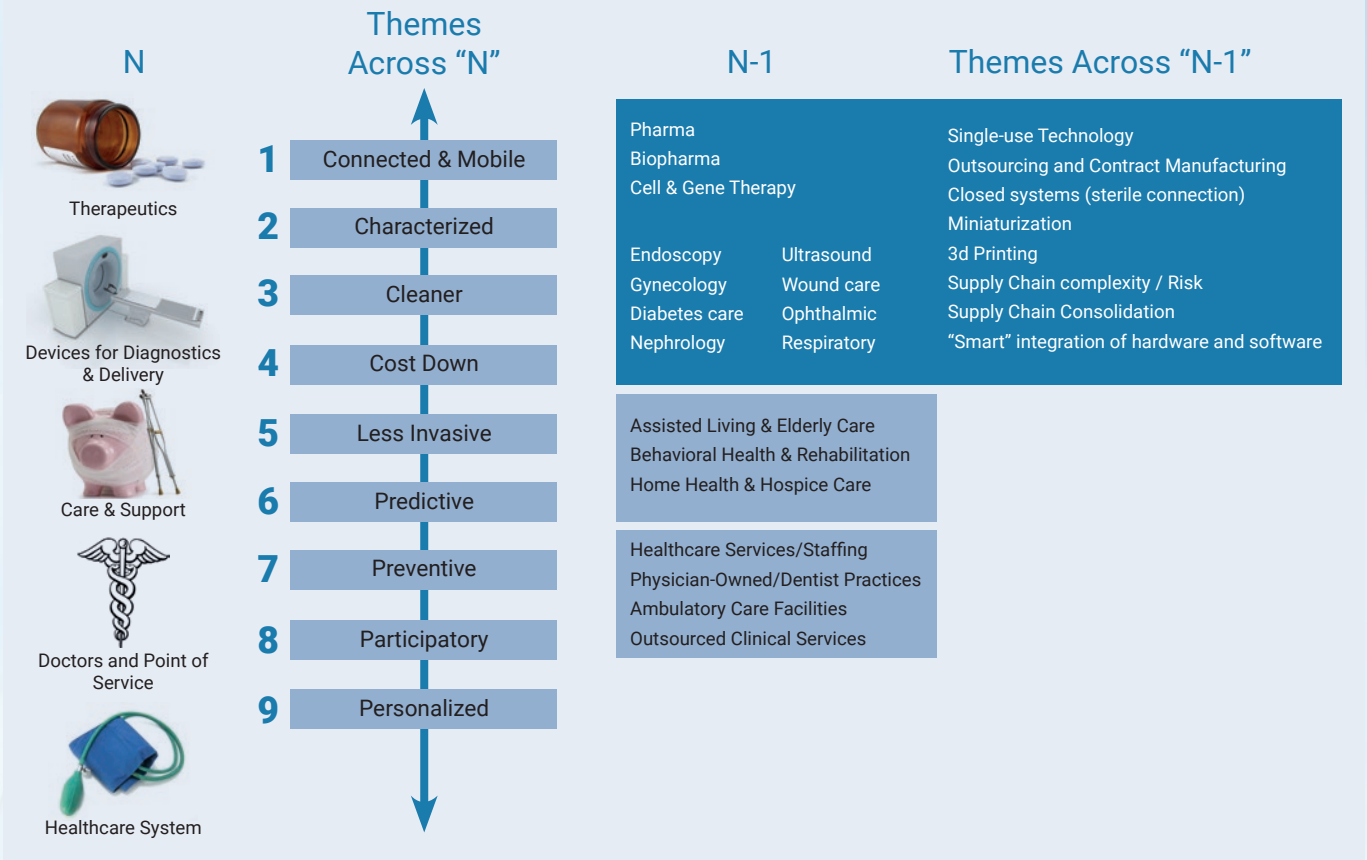 N
Themes
Across “N”
N-1
Themes Across “N-1”
Therapeutics
Devices for Diagnostics
& Delivery
Care & Support
Doctors and Point of
Service
Healthcare System
1 Connected & Mobile
2 Characterized
3 Cleaner
4 Cost Down
5 Less Invasive
6 Predictive
7 Preventive
8 Participatory
9 Personalized
Pharma
Biopharma
Cell & Gene Therapy
Endoscopy
Gynecology
Diabetes care
Nephrology
Ultrasound
Wound care
Ophthalmic
Respiratory
Single-use Technology
Outsourcing and Contract Manufacturing
Closed systems (sterile connection)
Miniaturization
3d Printing
Supply Chain complexity / Risk
Supply Chain Consolidation
“Smart” integration of hardware and software
Assisted Living & Elderly Care
Behavioral Health & Rehabilitation
Home Health & Hospice Care
Healthcare Services/Staffing
Physician-Owned/Dentist Practices
Ambulatory Care Facilities
Outsourced Clinical Services